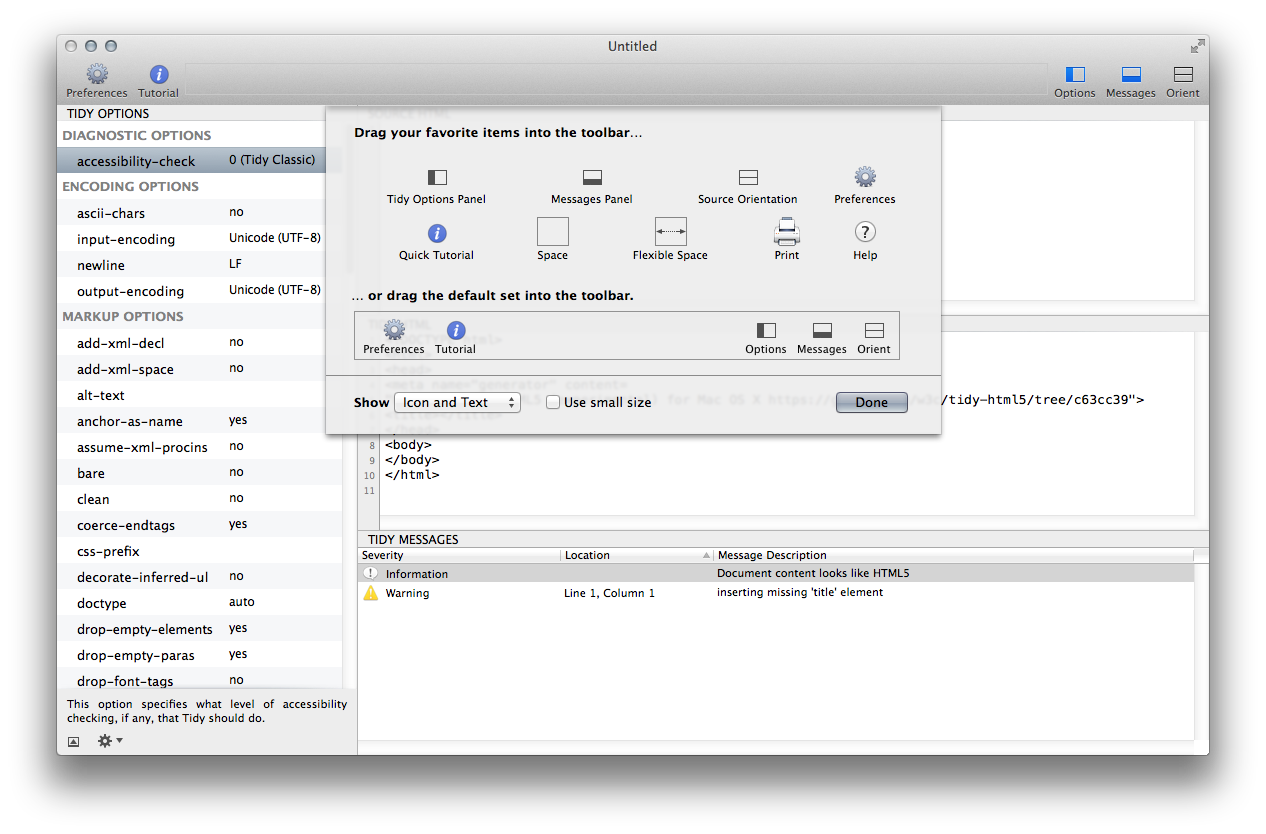 Untitled
Preferences Tutorial Options Messages Orient
TIDY OPTIONS
SOURCE HTML
DIAGNOSTIC OPTIONS
accessibility-check 0 (Tidy Classic)
ENCODING OPTIONS
ascii-chars no
input-encoding Unicode (UTF-8)
newline LF
output-encoding Unicode (UTF-8)
MARKUP OPTIONS
add-xml-decl no
add-xml-space no
alt-text
anchor-as-name yes
assume-xml-procins no
bare no
clean no
coerce-endtags yes
css-prefix
decorate-inferred-ul no
doctype auto
drop-empty-elements yes
drop-empty-paras yes
drop-font-tags no
This option specifies what level of accessibility
checking, if any, that Tidy should do.
Drag your favorite items into the toolbar…
Tidy Options Panel Messages Panel Source Orientation Preferences
Quick Tutorial Space Flexible Space Print Help
… or drag the default set into the toolbar.
Preferences Tutorial Options Messages Orient
Show Icon and Text Use small size Done
<head>
<meta name="generator" content=
for Mac OS X /tidy-html5/tree/c63cc39">
</head>
8 <body>
9 </body>
10 </html>
11
TIDY MESSAGES
Severity Location Message Description
Information Document content looks like HTML5
Warning Line 1, Column 1 inserting missing 'title' element